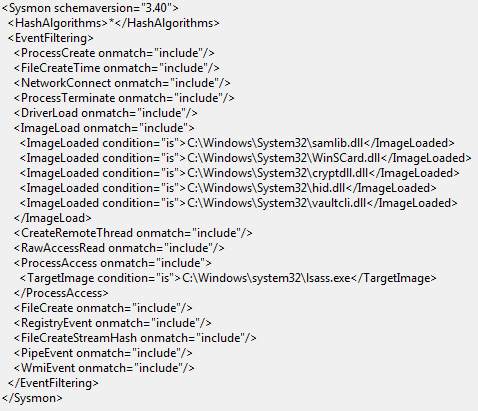 <Sysmon schemaversion="3.40">
<HashAlgorithms>*</HashAlgorithms>
<EventFiltering>
<ProcessCreate onmatch="include"/>
<FileCreateTime onmatch="include"/>
<NetworkConnect onmatch="include"/>
<ProcessTerminate onmatch="include"/>
<DriverLoad onmatch="include"/>
<ImageLoad onmatch="include">
<ImageLoaded condition="is">C:\Windows\System32\samlib.dll</ImageLoaded>
<ImageLoaded condition="is">C:\Windows\System32\WinSCard.dll</ImageLoaded>
<ImageLoaded condition="is">C:\Windows\System32\cryptdll.dll</ImageLoaded>
<ImageLoaded condition="is">C:\Windows\System32\hid.dll</ImageLoaded>
<ImageLoaded condition="is">C:\Windows\System32\vaultcli.dll</ImageLoaded>
</ImageLoad>
<CreateRemoteThread onmatch="include"/>
<RawAccessRead onmatch="include"/>
<ProcessAccess onmatch="include">
<TargetImage condition="is">C:\Windows\system32\lsass.exe</TargetImage>
</ProcessAccess>
<FileCreate onmatch="include"/>
<RegistryEvent onmatch="include"/>
<FileCreateStreamHash onmatch="include"/>
<PipeEvent onmatch="include"/>
<WmiEvent onmatch="include"/>
</EventFiltering>
</Sysmon>